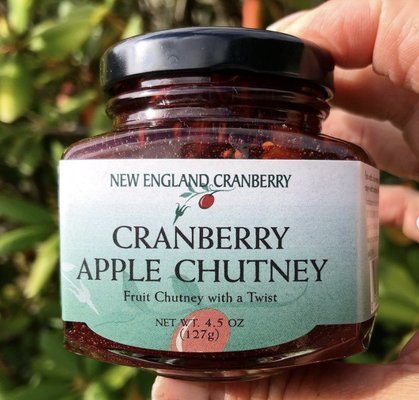 NEW ENGLAND CRANBERRY
CRANBERRY
APPLE CHUTNEY
Fruit Chutney with a Twist
NET WT. 4.5 OZ
(127g)